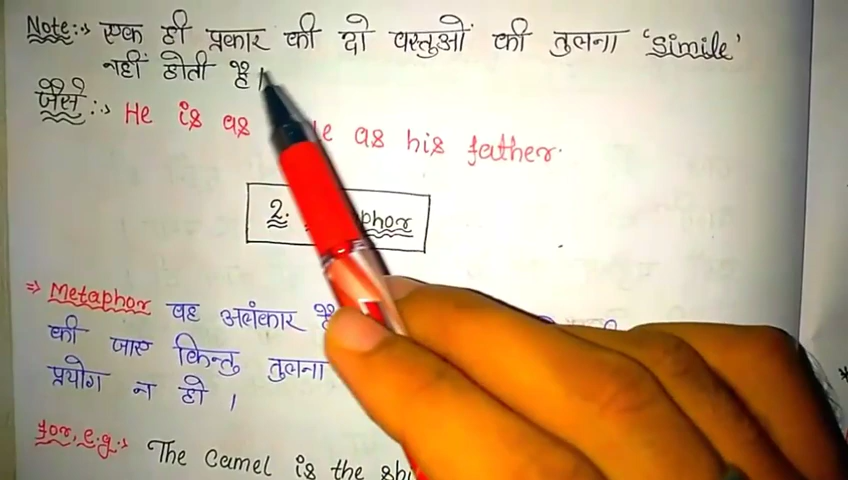 Note:→ एक ही प्रकार की दो वस्तुओं की तुलना 'Simile'
नहीं होती है।
जैसे:→ He is as as his father.
2.
⇒ Metaphor वह अलंकार है
की जाए किन्तु तुलना
प्रयोग न हो ।
for, e.g.→ The Camel is the